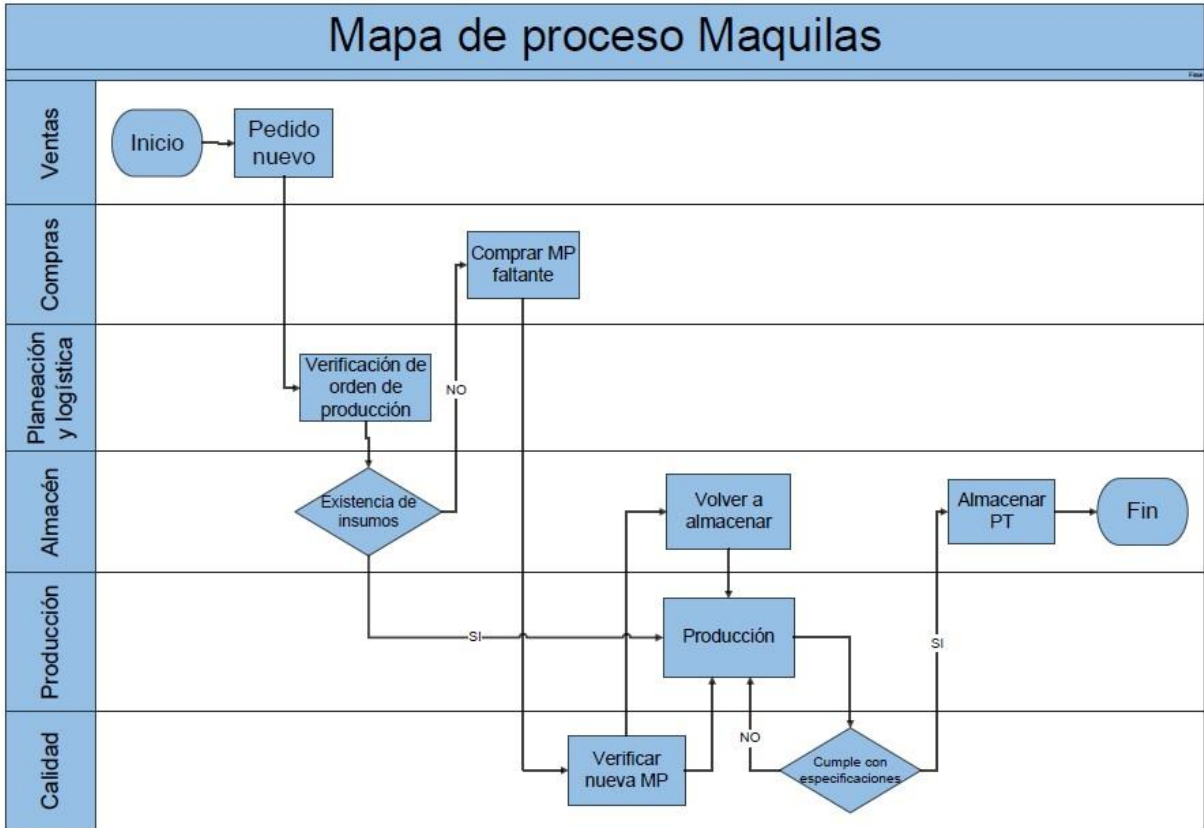 Mapa de proceso Maquilas
Fase
Ventas
Inicio
Pedido
nuevo
Compras
Comprar MP
faltante
Planeación
y logística
Verificación de
orden de
producción
NO
Almacén
Existencia de
insumos
Volver a
almacenar
Almacenar
PT
Fin
Producción
SI
Producción
SI
Calidad
Verificar
nueva MP
NO
Cumple con
especificaciones